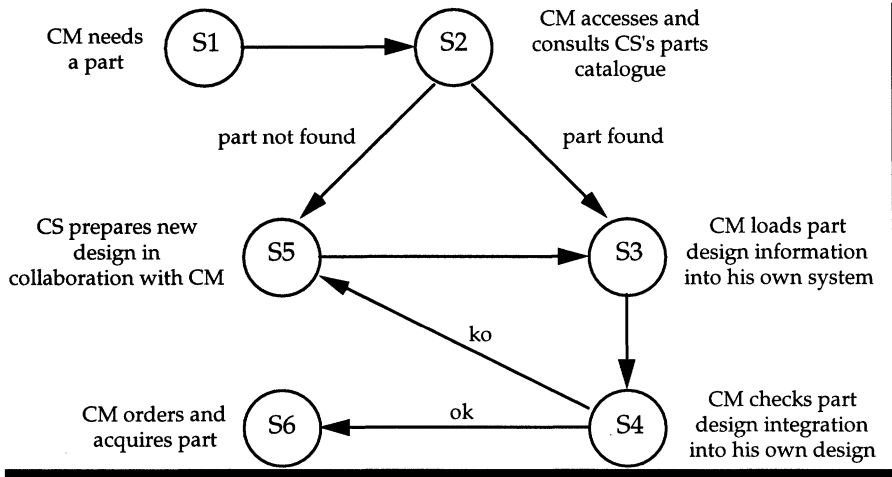 CM needs
a part
S1
S2
CM accesses and
consults CS's parts
catalogue
part not found
part found
CS prepares new
design in
collaboration with CM
S5
S3
CM loads part
design information
into his own system
ko
CM orders and
acquires part
S6
ok
S4
CM checks part
design integration
into his own design